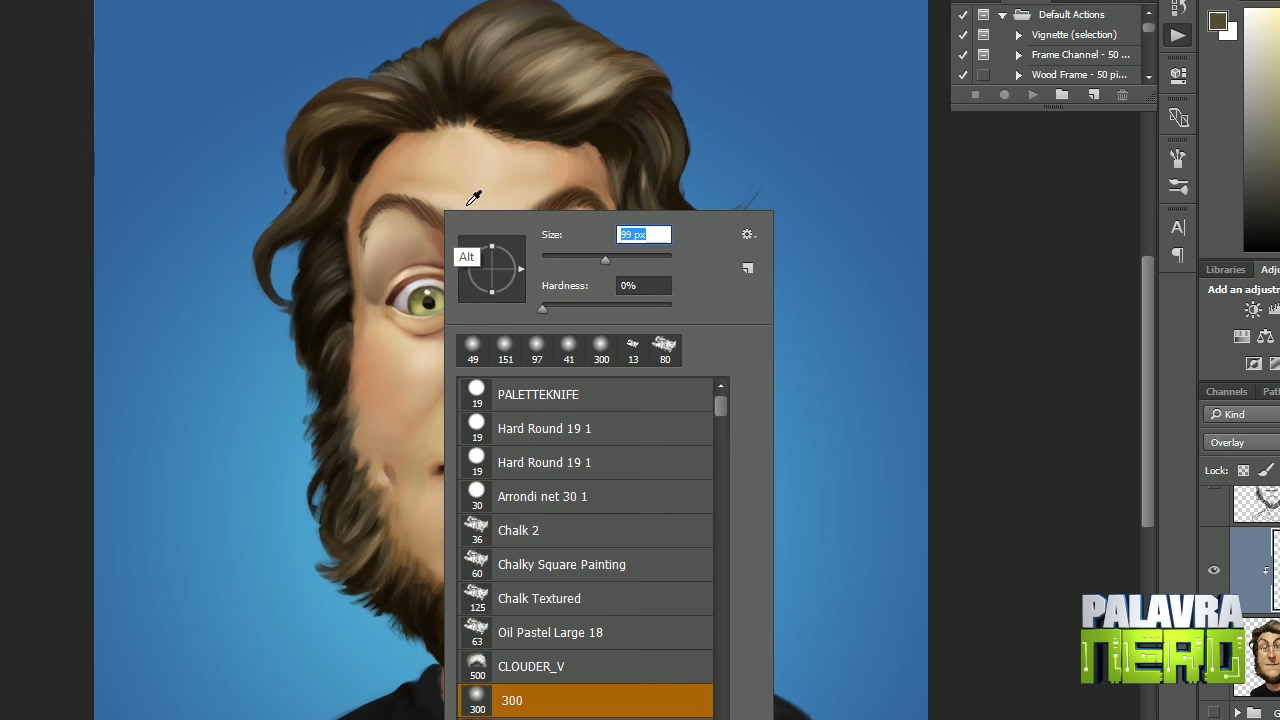 Default Actions
Vignette (selection)
Frame Channel - 50 ...
Wood Frame - 50 pi...
Size:
99 px
Alt
Hardness:
0%
49
151
97
41
300
13
80
19
PALETTEKNIFE
19
Hard Round 19 1
19
Hard Round 19 1
30
Arrondi net 30 1
36
Chalk 2
60
Chalky Square Painting
125
Chalk Textured
63
Oil Pastel Large 18
500
CLOUDER_V
300
300
A
Libraries
Adju
Add an adjustm
Channels
Path
Kind
Overlay
Lock:
PALAVRA
NERD
G